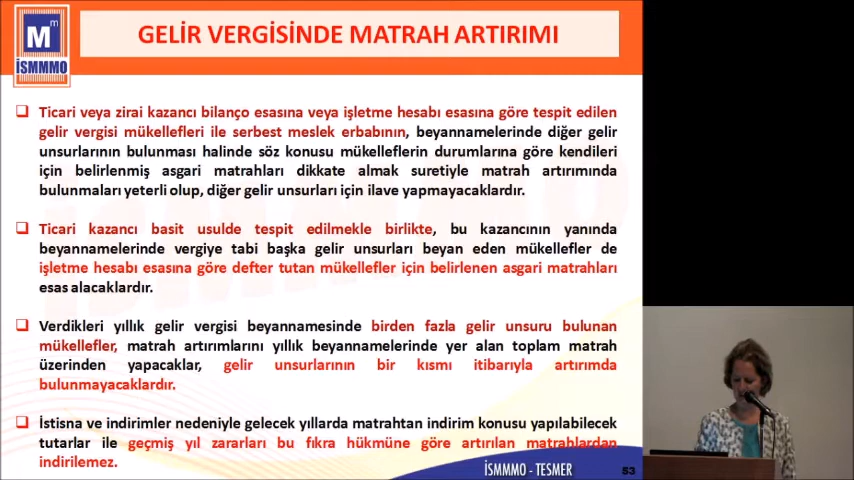 M m
İSMMMO
GELİR VERGİSİNDE MATRAH ARTIRIMI
❑ Ticari veya zirai kazancı bilanço esasına veya işletme hesabı esasına göre tespit edilen
gelir vergisi mükellefleri ile serbest meslek erbabının, beyannamelerinde diğer gelir
unsurlarının bulunması halinde söz konusu mükelleflerin durumlarına göre kendileri
için belirlenmiş asgari matrahları dikkate almak suretiyle matrah artırımında
bulunmaları yeterli olup, diğer gelir unsurları için ilave yapmayacaklardır.
❑ Ticari kazancı basit usulde tespit edilmekle birlikte, bu kazancının yanında
beyannamelerinde vergiye tabi başka gelir unsurları beyan eden mükellefler de
işletme hesabı esasına göre defter tutan mükellefler için belirlenen asgari matrahları
esas alacaklardır.
❑ Verdikleri yıllık gelir vergisi beyannamesinde birden fazla gelir unsuru bulunan
mükellefler, matrah artırımlarını yıllık beyannamelerinde yer alan toplam matrah
üzerinden yapacaklar, gelir unsurlarının bir kısmı itibarıyla artırımda
bulunmayacaklardır.
❑ İstisna ve indirimler nedeniyle gelecek yıllarda matrahtan indirim konusu yapılabilecek
tutarlar ile geçmiş yıl zararları bu fıkra hükmüne göre artırılan matrahlardan
indirilemez.
İSMMMO - TESMER
53